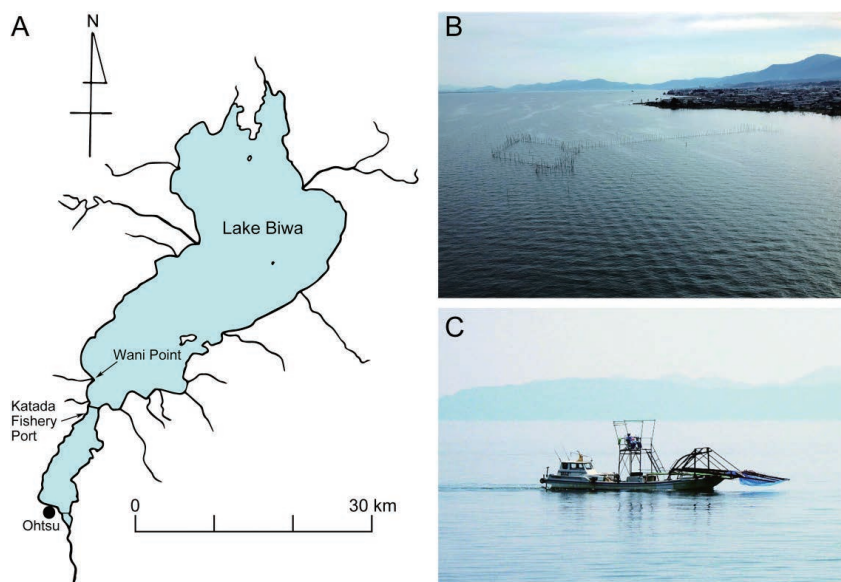 A
N
Lake Biwa
Wani Point
Katada
Fishery
Port
Ohtsu
0
30 km
B
C